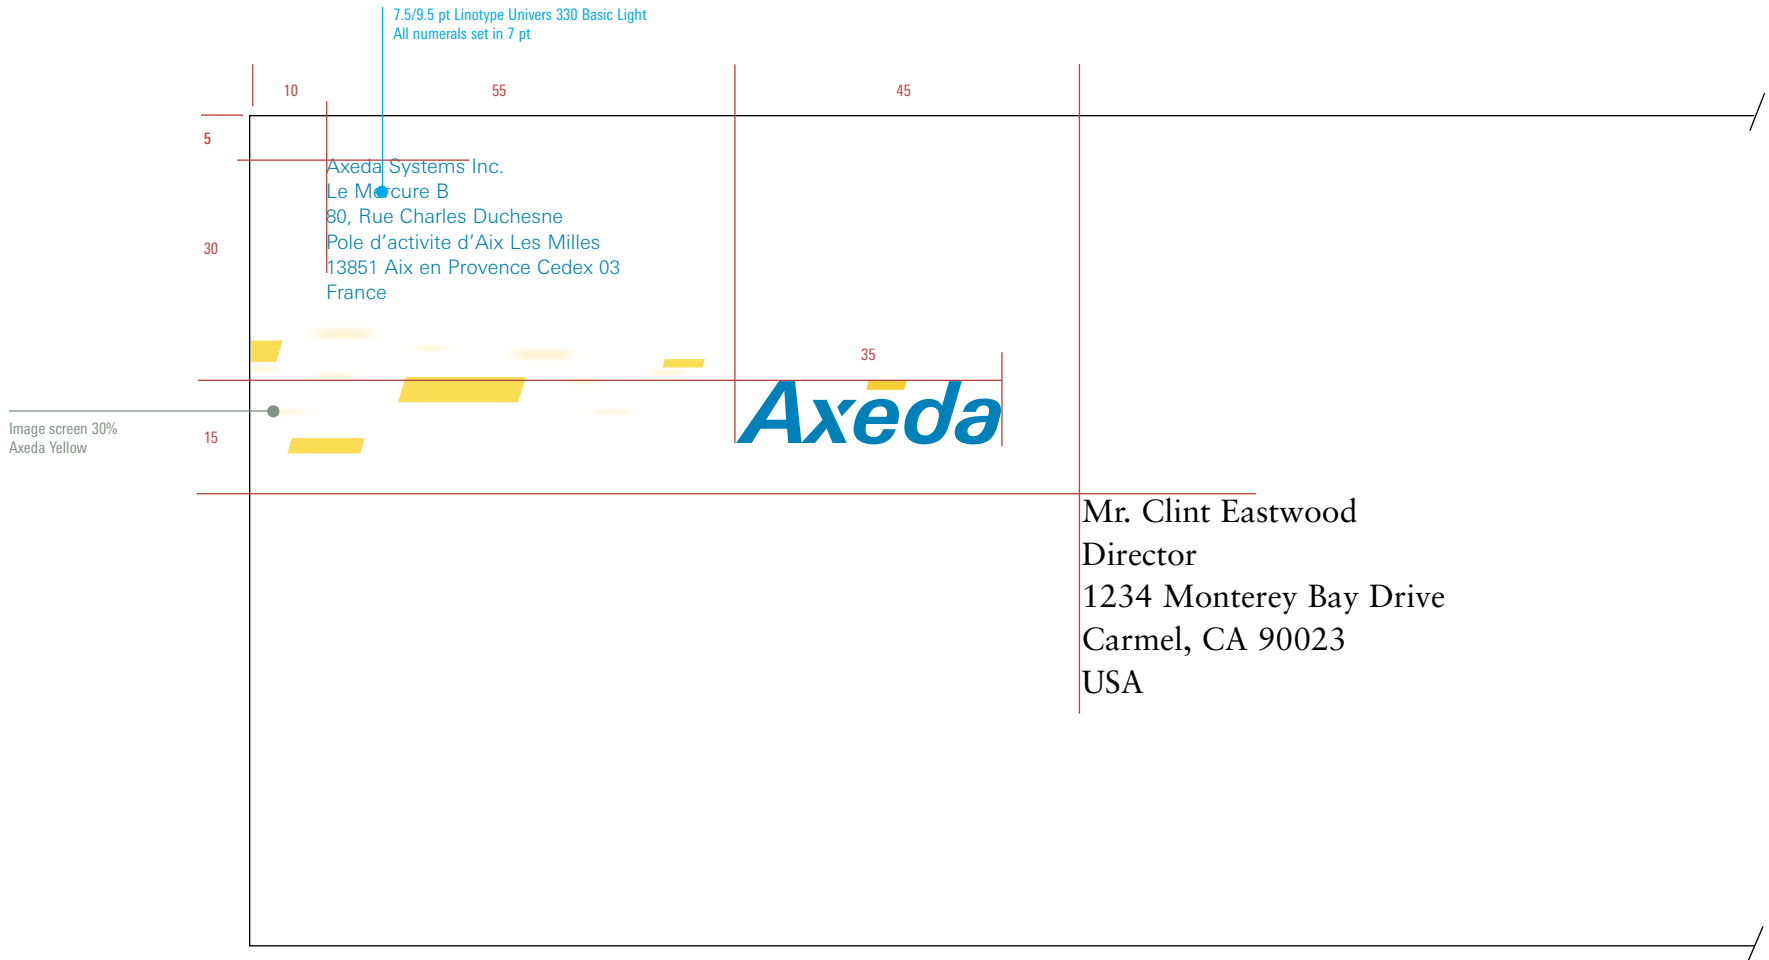 7.5/9.5 pt Linotype Univers 330 Basic Light
All numerals set in 7 pt
10
55
45
5
Axeda Systems Inc.
Le Mercure B
80, Rue Charles Duchesne
Pole d’activite d’Aix Les Milles
13851 Aix en Provence Cedex 03
France
30
35
Axeda
Image screen 30%
Axeda Yellow
15
Mr. Clint Eastwood
Director
1234 Monterey Bay Drive
Carmel, CA 90023
USA